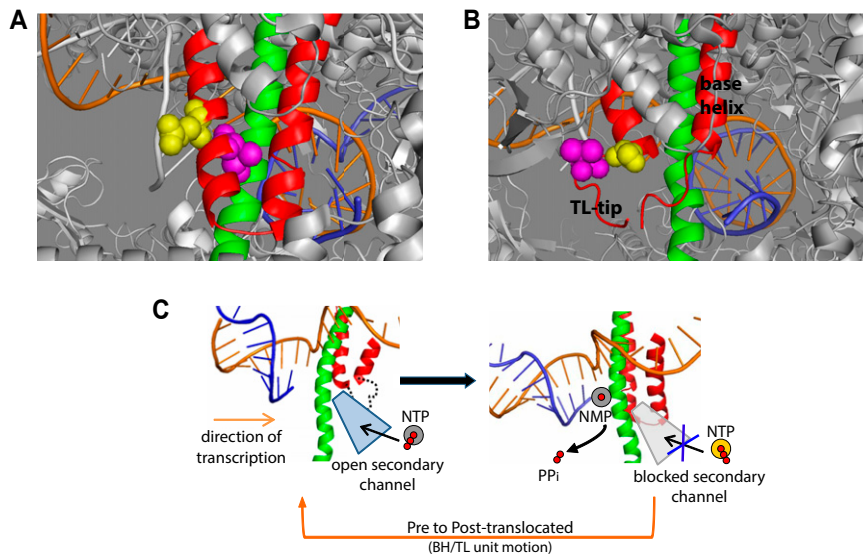 A
B
base
helix
TL-tip
C
NTP
direction of
transcription
open secondary
channel
NMP
PPi
NTP
blocked secondary
channel
Pre to Post-translocated
(BH/TL unit motion)